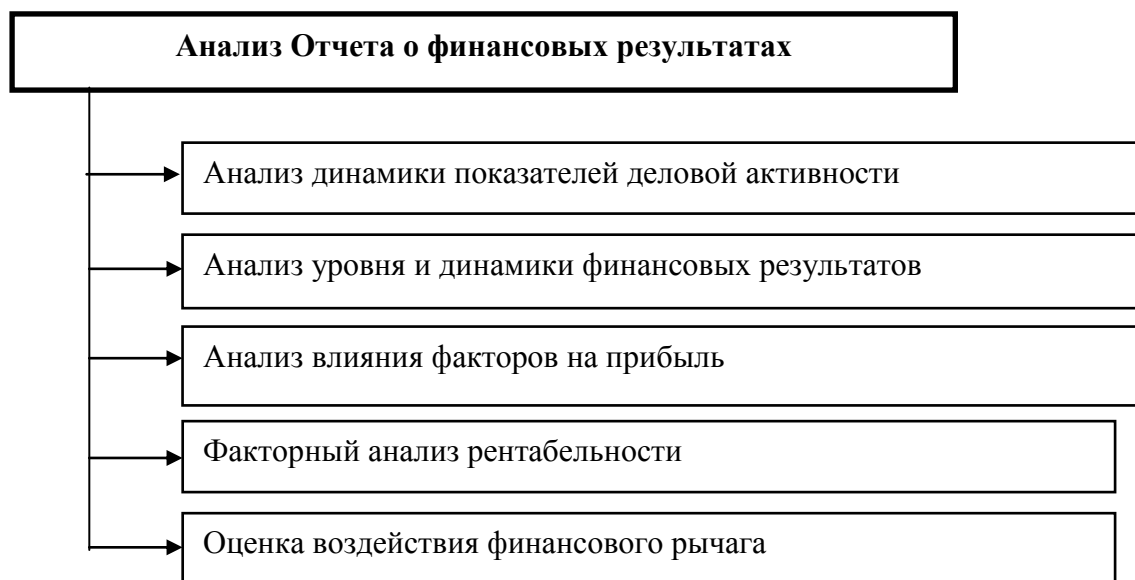 Анализ Отчета о финансовых результатах
Анализ динамики показателей деловой активности
Анализ уровня и динамики финансовых результатов
Анализ влияния факторов на прибыль
Факторный анализ рентабельности
Оценка воздействия финансового рычага